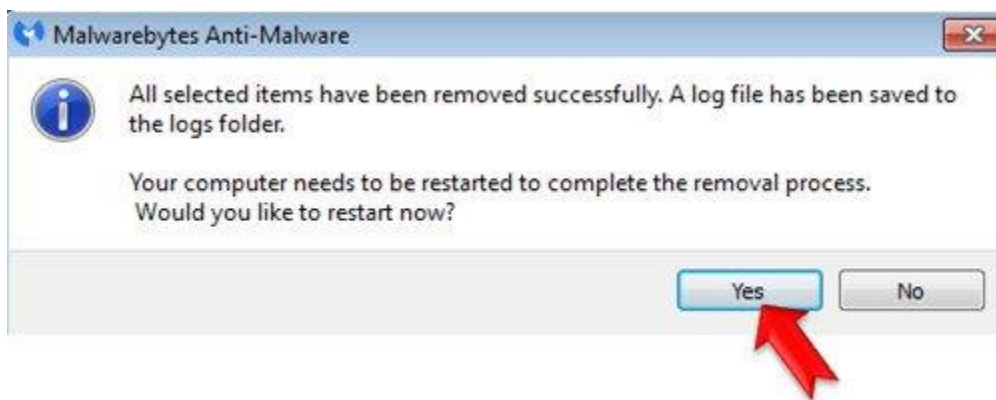 Malwarebytes Anti-Malware
All selected items have been removed successfully. A log file has been saved to
the logs folder.
Your computer needs to be restarted to complete the removal process.
Would you like to restart now?
Yes
No